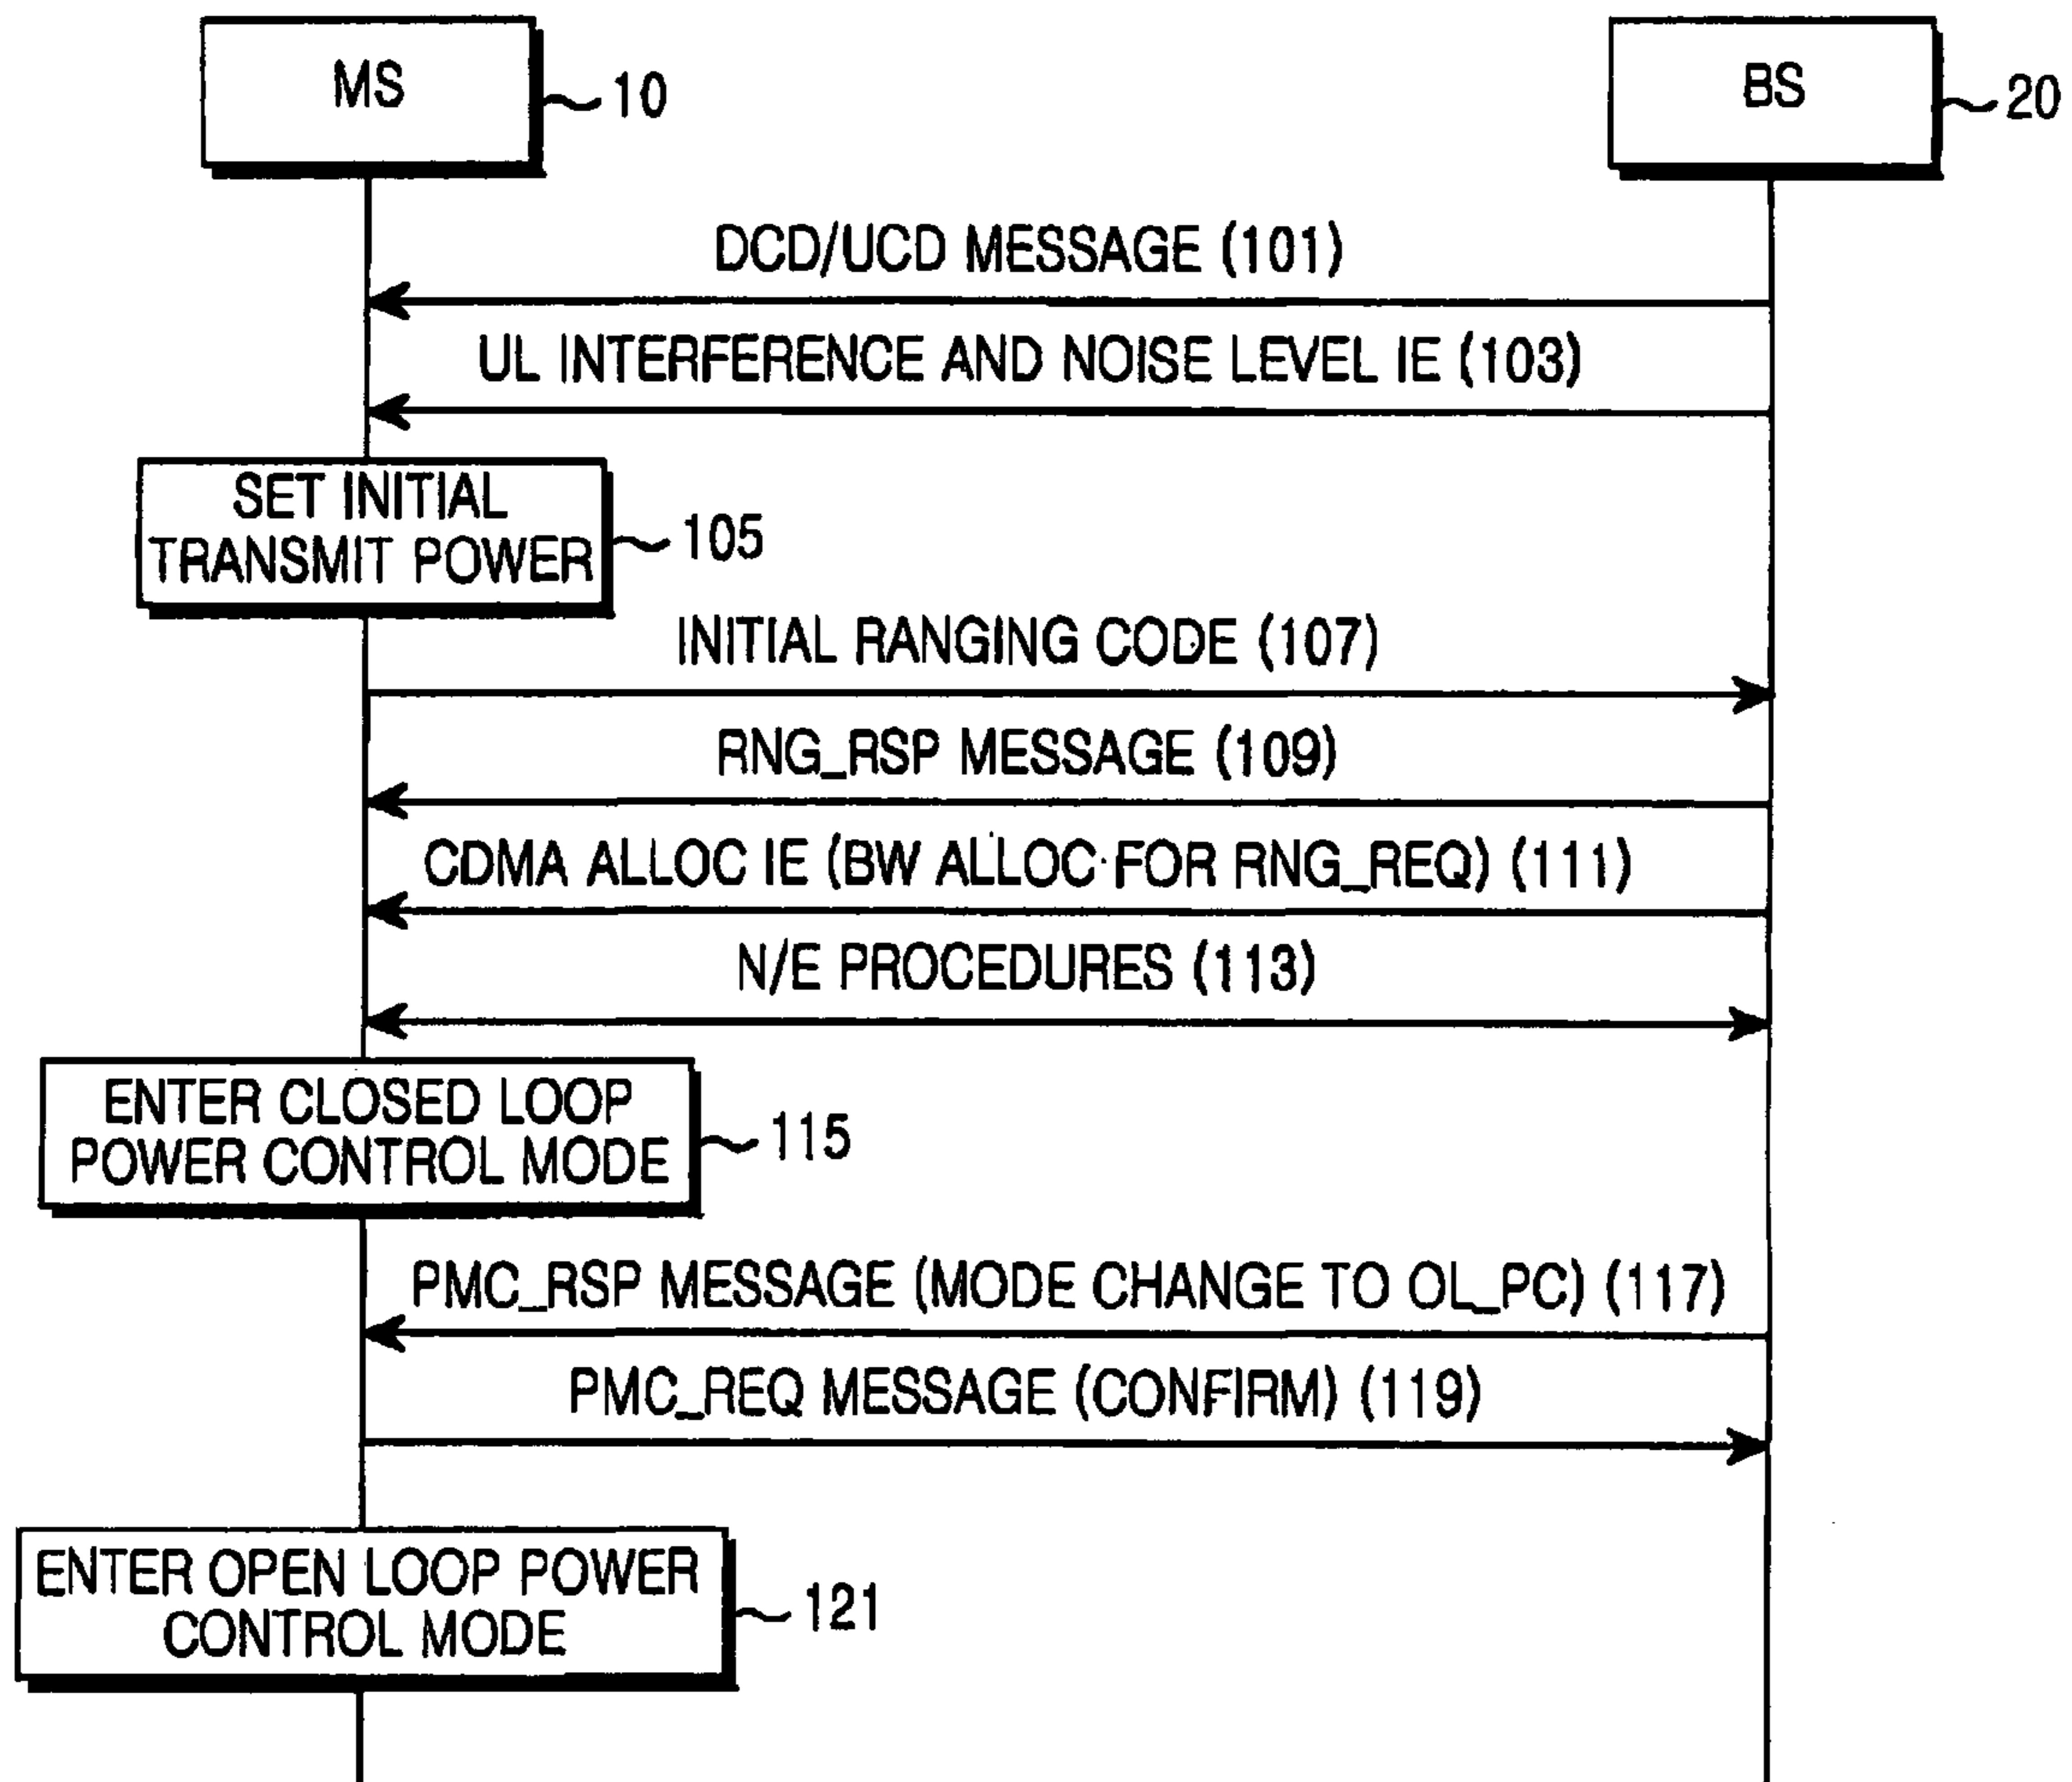 MS
10
BS
20
DCD/UCD MESSAGE (101)
UL INTERFERENCE AND NOISE LEVEL IE (103)
SET INITIAL
TRANSMIT POWER
105
INITIAL RANGING CODE (107)
RNG_RSP MESSAGE (109)
CDMA ALLOC IE (BW ALLOC FOR RNG_REQ) (111)
N/E PROCEDURES (113)
ENTER CLOSED LOOP
POWER CONTROL MODE
115
PMC_RSP MESSAGE (MODE CHANGE TO OL_PC) (117)
PMC_REQ MESSAGE (CONFIRM) (119)
ENTER OPEN LOOP POWER
CONTROL MODE
121